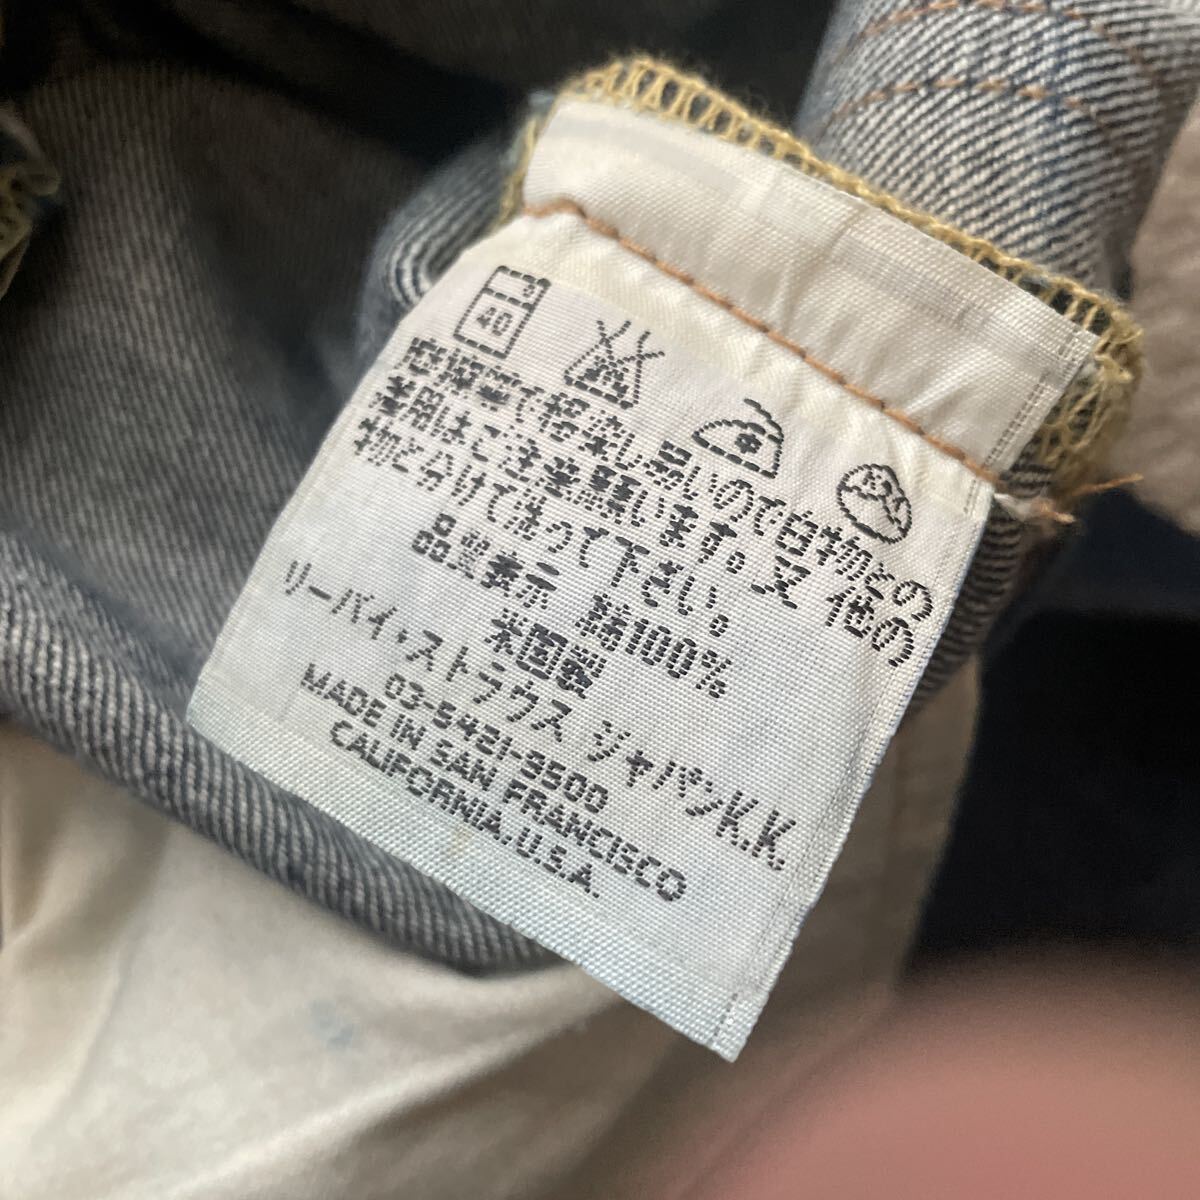 40
色落等で移染し易いので白物との
着用はご注意願います。又 他の
物と分けて洗って下さい。
品質表示 綿100%
米国製
リーバイ・ストラウス ジャパンK.K.
03-5421-9500
MADE IN SAN FRANCISCO
CALIFORNIA.U.S.A.